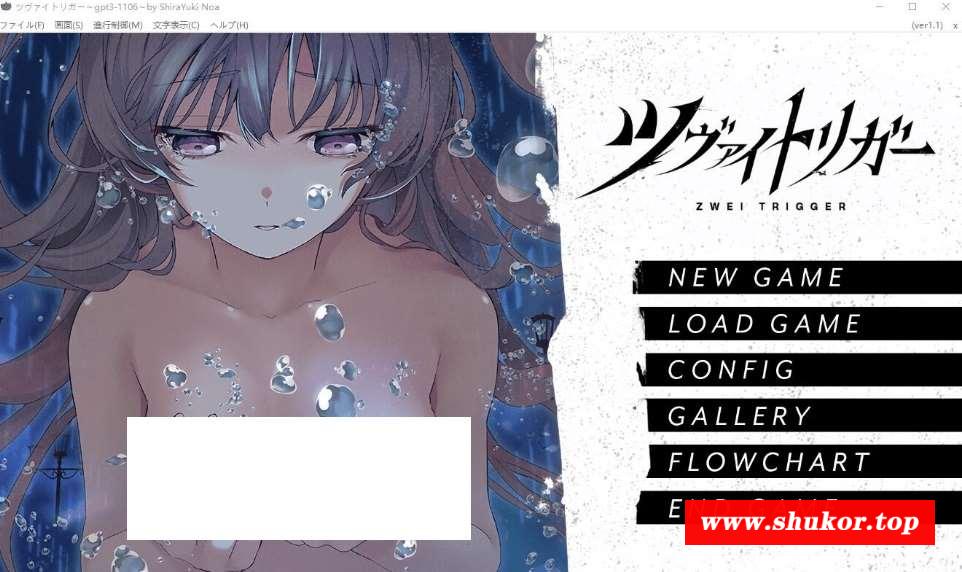 ツヴァイトリガー～gpt3-1106～by ShiraYuki Noa
ファイル(F) 画面(S) 進行制御(M) 文字表示(C) ヘルプ(H) (ver1.1) x
ツヴァイトリガー
ZWEI TRIGGER
NEW GAME
LOAD GAME
CONFIG
GALLERY
FLOWCHART
END GAME
www.shukor.top